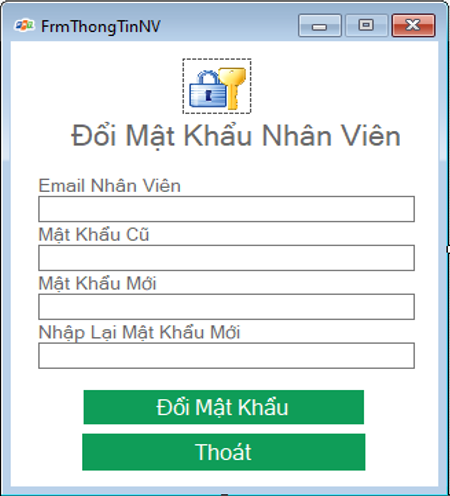 FrmThongTinNV
Đổi Mật Khẩu Nhân Viên
Email Nhân Viên
Mật Khẩu Cũ
Mật Khẩu Mới
Nhập Lại Mật Khẩu Mới
Đổi Mật Khẩu
Thoát